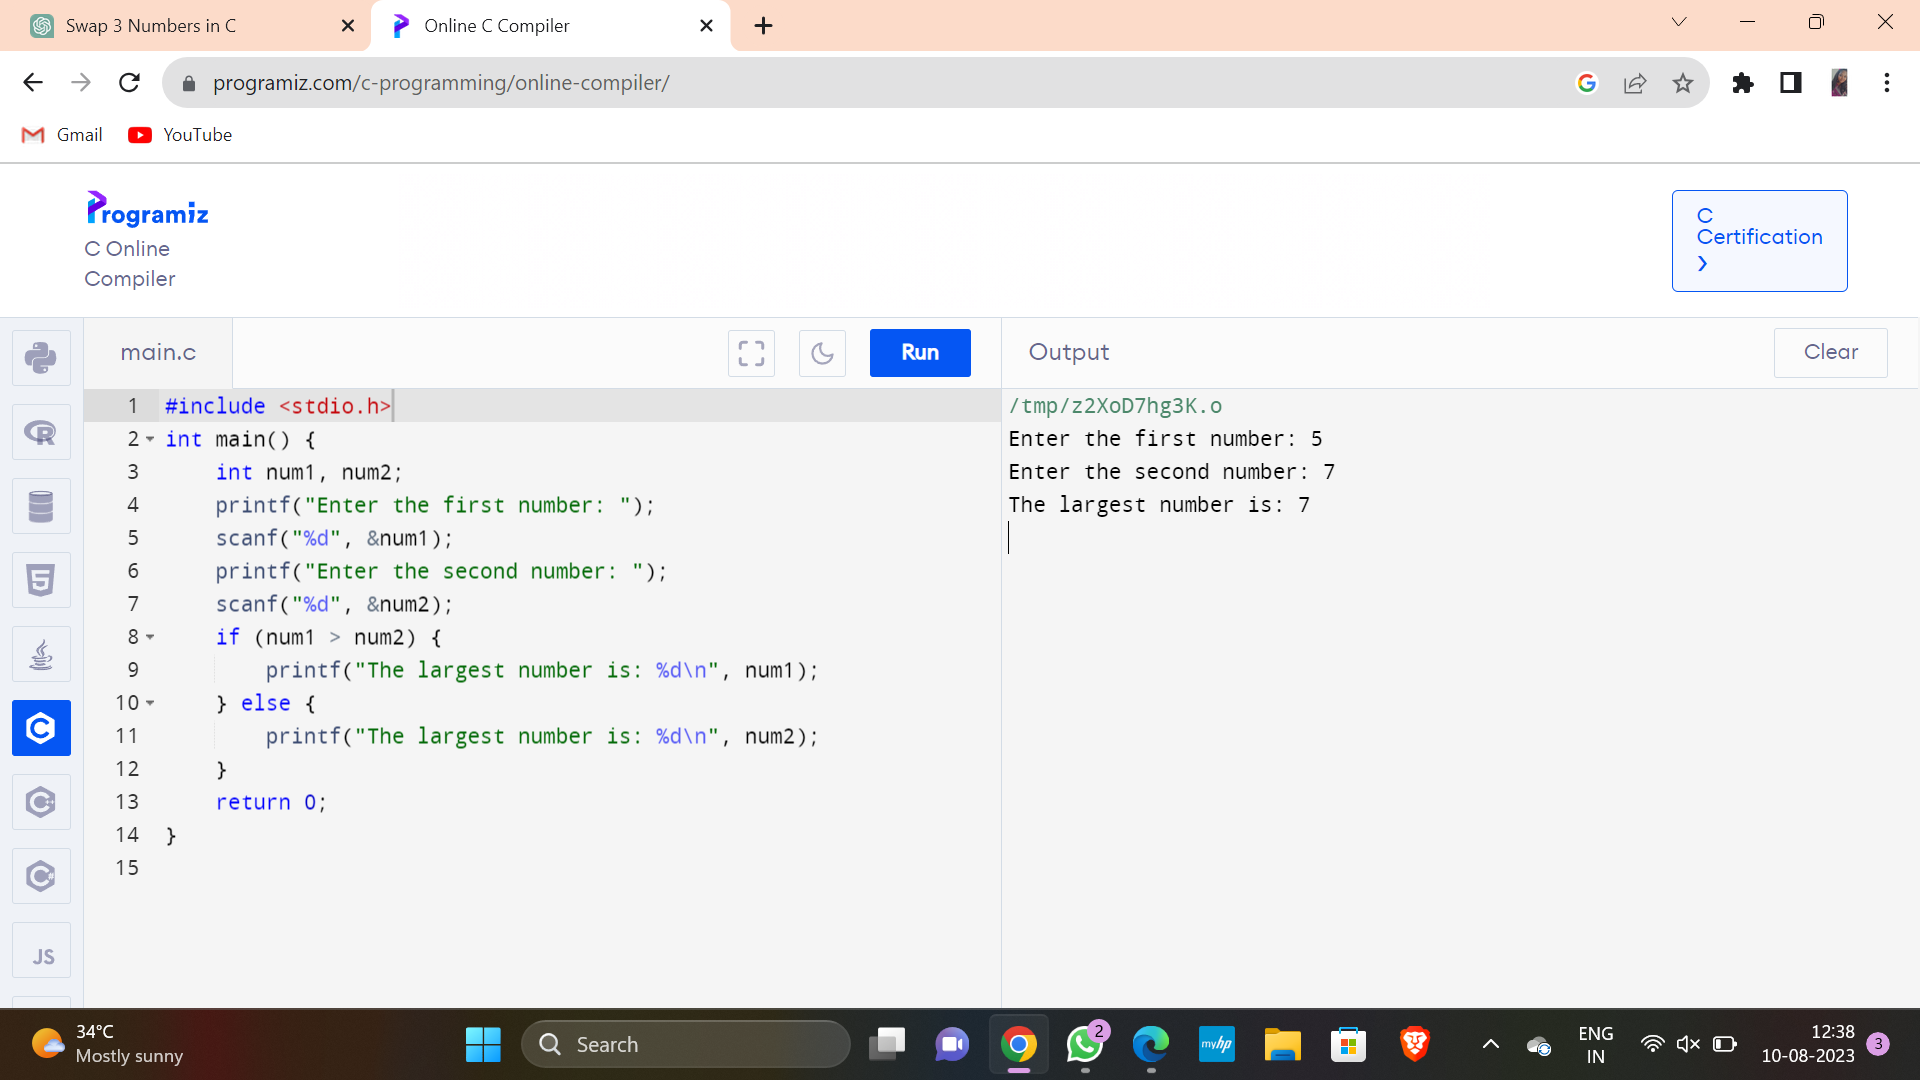 Swap 3 Numbers in C
Online C Compiler
programiz.com/c-programming/online-compiler/
Gmail
YouTube
Programiz
C Online
Compiler
C
Certification
main.c
Run
Output
Clear
1 #include <stdio.h>
2 int main() {
3 int num1, num2;
4 printf("Enter the first number: ");
5 scanf("%d", &num1);
6 printf("Enter the second number: ");
7 scanf("%d", &num2);
8 if (num1 > num2) {
9 printf("The largest number is: %d\n", num1);
10 } else {
11 printf("The largest number is: %d\n", num2);
12 }
13 return 0;
14 }
15
/tmp/z2XoD7hg3K.o
Enter the first number: 5
Enter the second number: 7
The largest number is: 7
R
5
C
C++
C#
JS
34°C
Mostly sunny
Search
2
myhp
ENG
IN
12:38
10-08-2023
3